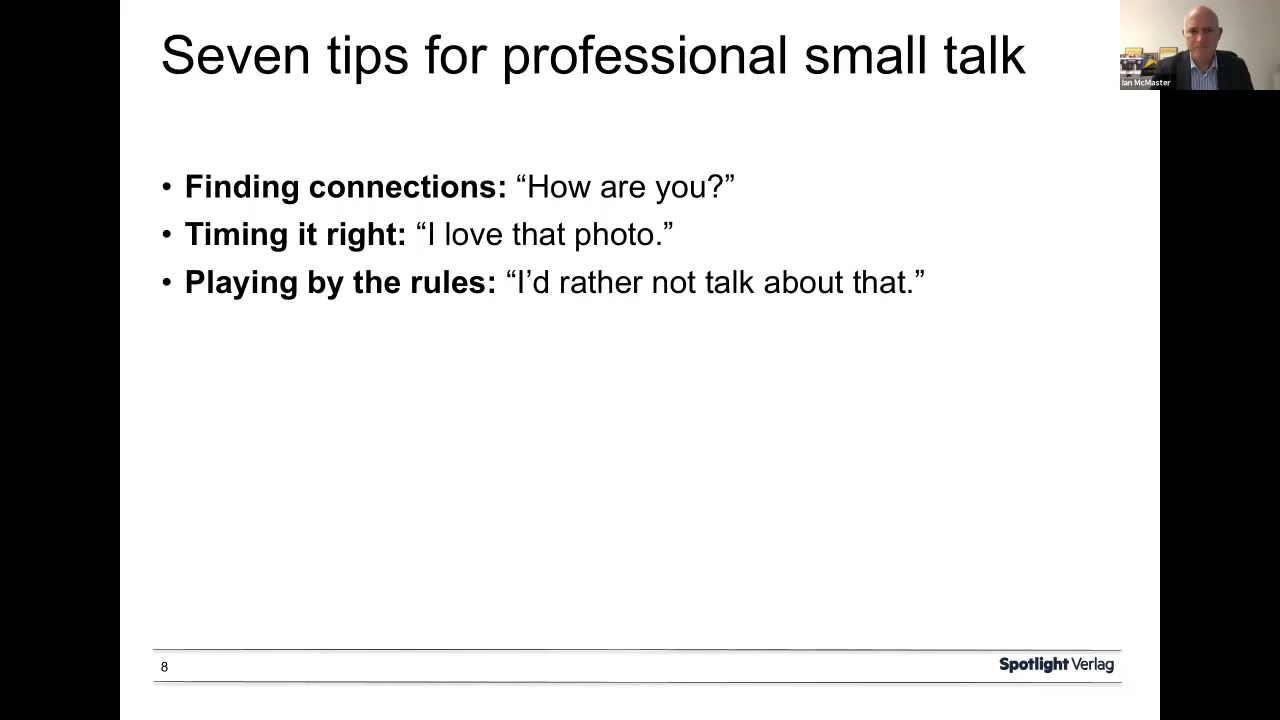 Seven tips for professional small talk
Ian McMaster
• Finding connections: “How are you?”
• Timing it right: “I love that photo.”
• Playing by the rules: “I’d rather not talk about that.”
8
Spotlight Verlag